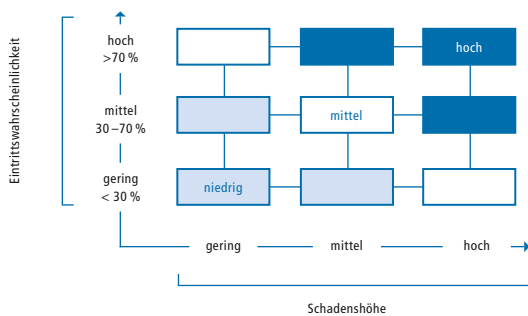 Eintrittswahrscheinlichkeit
hoch
>70 %
hoch
mittel
30–70 %
mittel
gering
< 30 %
niedrig
gering
mittel
hoch
Schadenshöhe